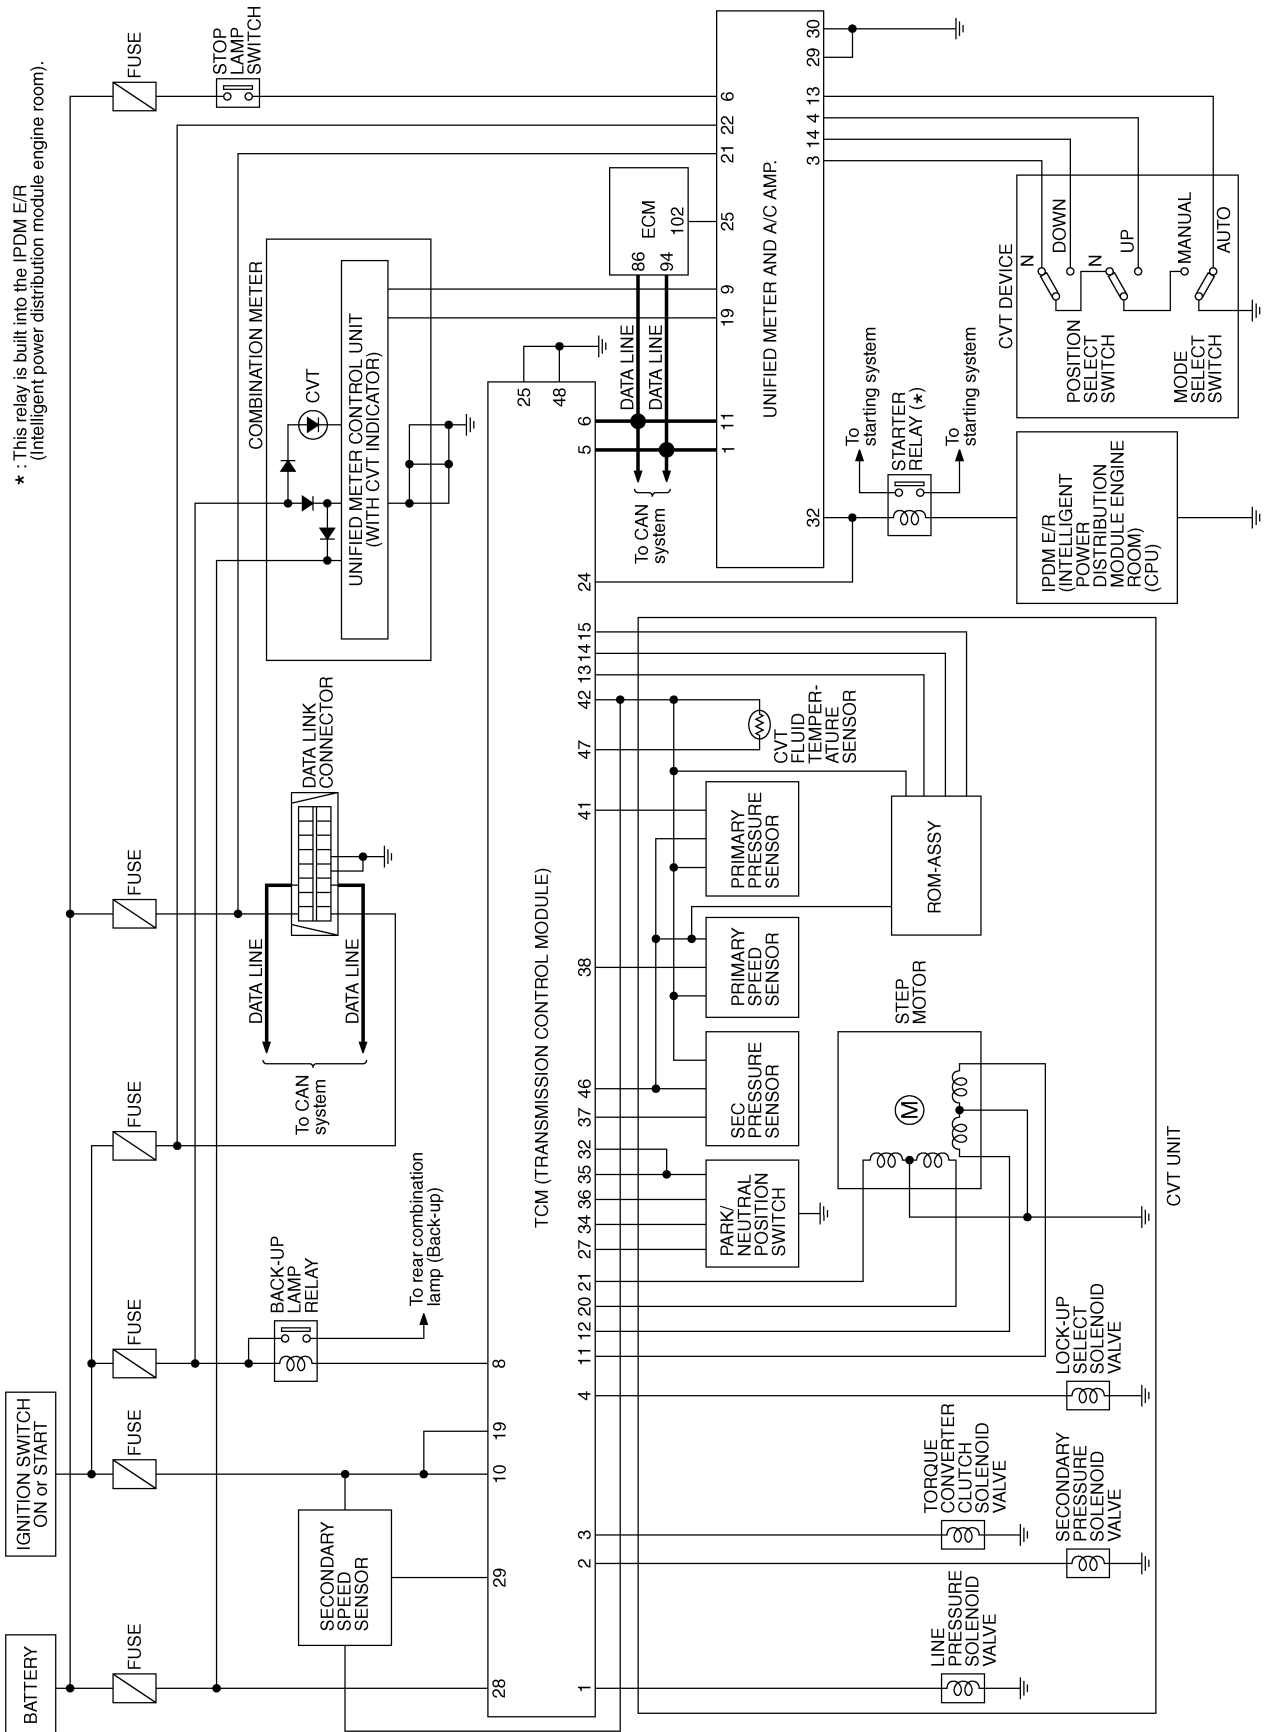 * : This relay is built into the IPDM E/R
(Intelligent power distribution module engine room).
BATTERY
IGNITION SWITCH
ON or START
FUSE
FUSE
FUSE
FUSE
FUSE
FUSE
STOP
LAMP
SWITCH
BACK-UP
LAMP
RELAY
To rear combination
lamp (Back-up)
To CAN
system
DATA LINE
DATA LINE
DATA LINK
CONNECTOR
COMBINATION METER
CVT
UNIFIED METER CONTROL UNIT
(WITH CVT INDICATOR)
SECONDARY
SPEED
SENSOR
28
29
10
19
8
25
48
TCM (TRANSMISSION CONTROL MODULE)
1
2
3
4
11
12
20
21
27
34
36
35
32
37
46
38
41
47
42
13
14
15
24
5
6
ECM
86
94
102
DATA LINE
DATA LINE
To CAN
system
1
11
19
9
25
21
22
6
UNIFIED METER AND A/C AMP.
32
3
14
4
13
29
30
To
starting system
STARTER
RELAY (*)
To
starting system
CVT DEVICE
N
DOWN
N
UP
MANUAL
AUTO
POSITION
SELECT
SWITCH
MODE
SELECT
SWITCH
IPDM E/R
(INTELLIGENT
POWER
DISTRIBUTION
MODULE ENGINE
ROOM)
(CPU)
LINE
PRESSURE
SOLENOID
VALVE
TORQUE
CONVERTER
CLUTCH
SOLENOID
VALVE
SECONDARY
PRESSURE
SOLENOID
VALVE
LOCK-UP
SELECT
SOLENOID
VALVE
PARK/
NEUTRAL
POSITION
SWITCH
SEC
PRESSURE
SENSOR
PRIMARY
SPEED
SENSOR
PRIMARY
PRESSURE
SENSOR
CVT
FLUID
TEMPER-
ATURE
SENSOR
STEP
MOTOR
M
ROM-ASSY
CVT UNIT